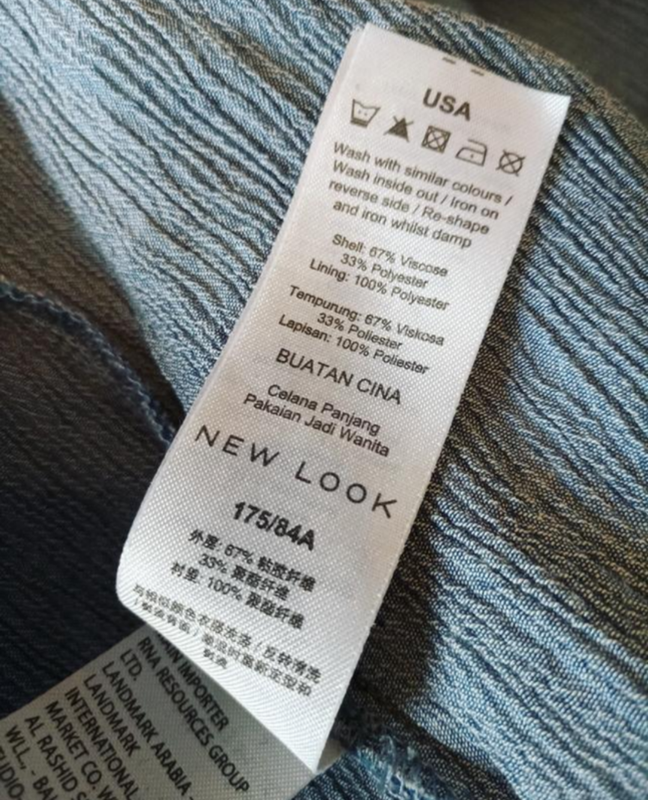 USA
Wash with similar colours /
Wash inside out / Iron on
reverse side / Re-shape
and iron whilst damp
Shell: 67% Viscose
33% Polyester
Lining: 100% Polyester
Tempurung: 67% Viskosa
33% Poliester
Lapisan: 100% Poliester
BUATAN CINA
Celana Panjang
Pakaian Jadi Wanita
NEW LOOK
175/84A
外里: 67% 粘胶纤维
33% 聚酯纤维
衬里: 100% 聚酯纤维
IMPORTER
RNA RESOURCES GROUP
LTD.
LANDMARK ARABIA
LANDMARK
INTERNATIONAL
MARKET CO. W
AL RASHID S
W.L.L. - BA